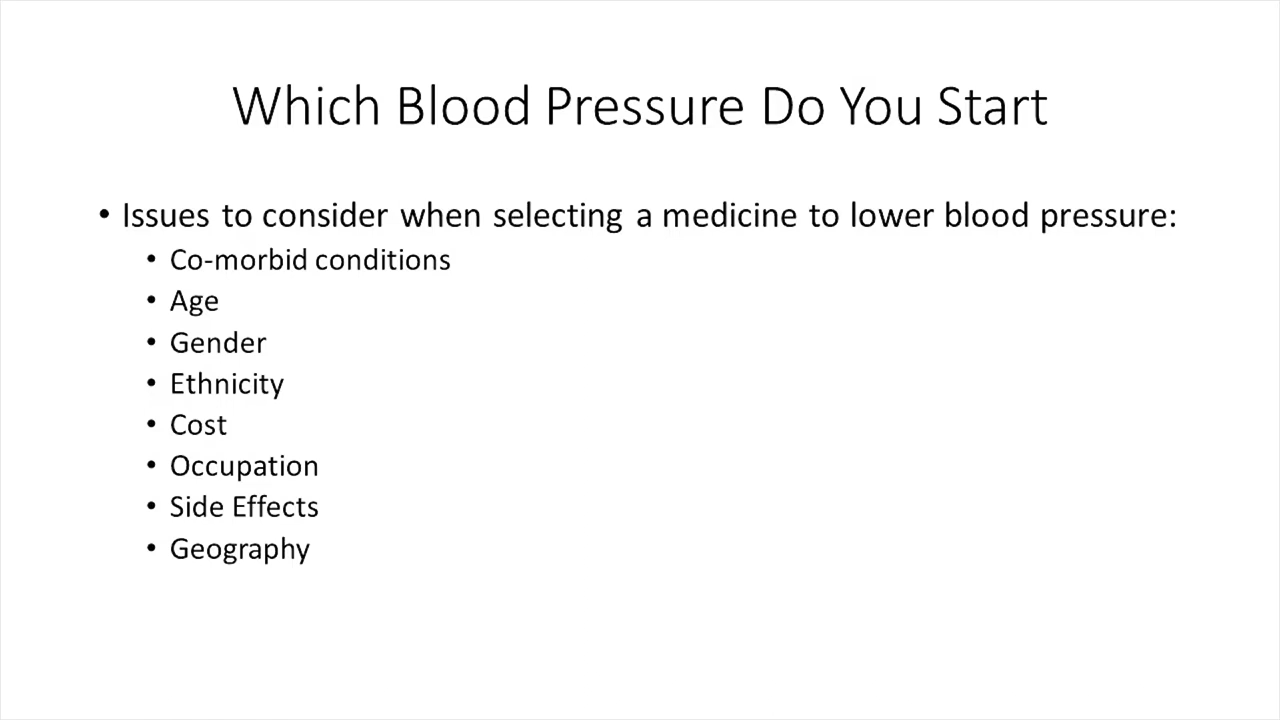 Which Blood Pressure Do You Start
• Issues to consider when selecting a medicine to lower blood pressure:
• Co-morbid conditions
• Age
• Gender
• Ethnicity
• Cost
• Occupation
• Side Effects
• Geography